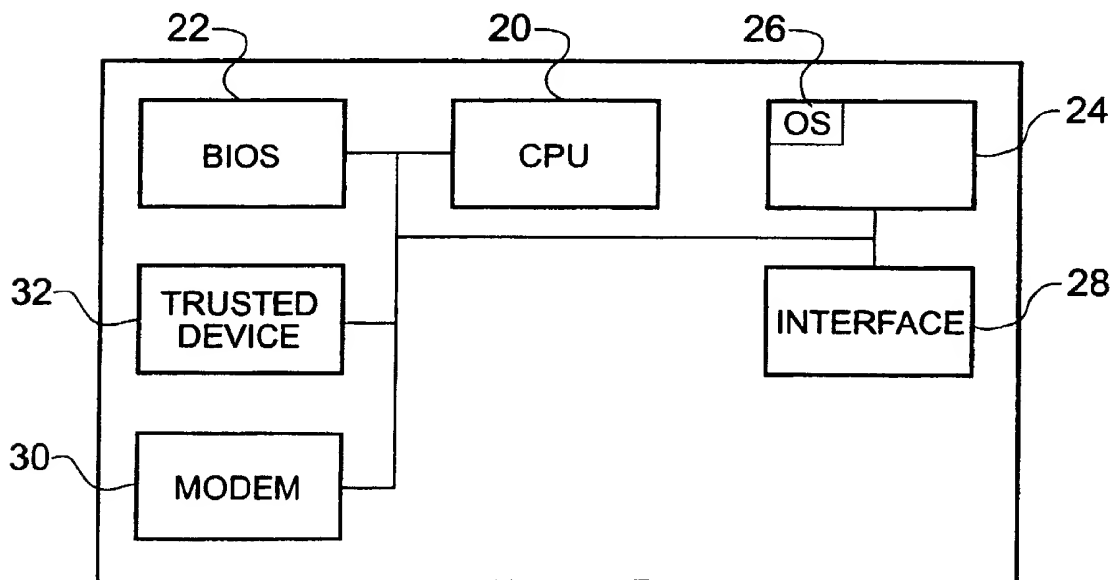 22
20
26
BIOS
CPU
OS
24
32
TRUSTED
DEVICE
INTERFACE
28
30
MODEM